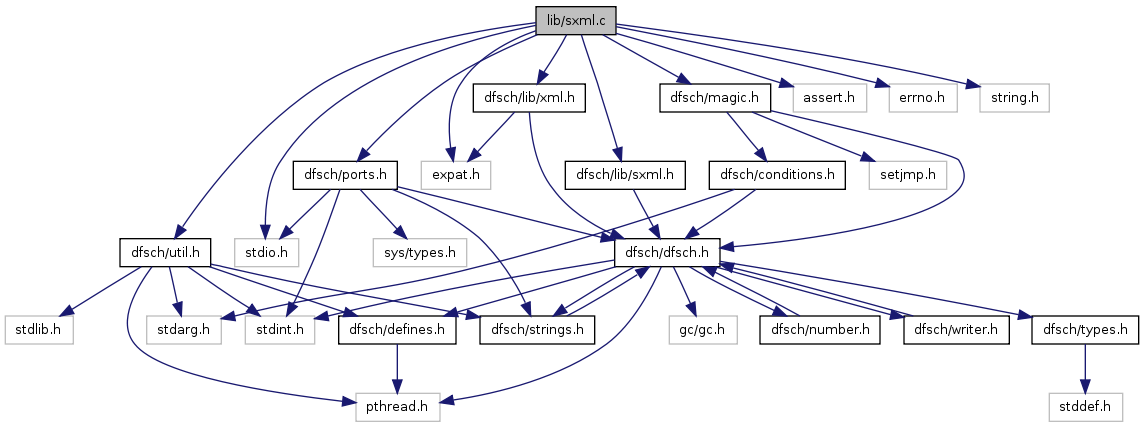 lib/sxml.c
dfsch/lib/xml.h
dfsch/magic.h
assert.h
errno.h
string.h
dfsch/ports.h
expat.h
dfsch/lib/sxml.h
dfsch/conditions.h
setjmp.h
dfsch/util.h
stdio.h
sys/types.h
dfsch/dfsch.h
stdlib.h
stdarg.h
stdint.h
dfsch/defines.h
dfsch/strings.h
gc/gc.h
dfsch/number.h
dfsch/writer.h
dfsch/types.h
pthread.h
stddef.h